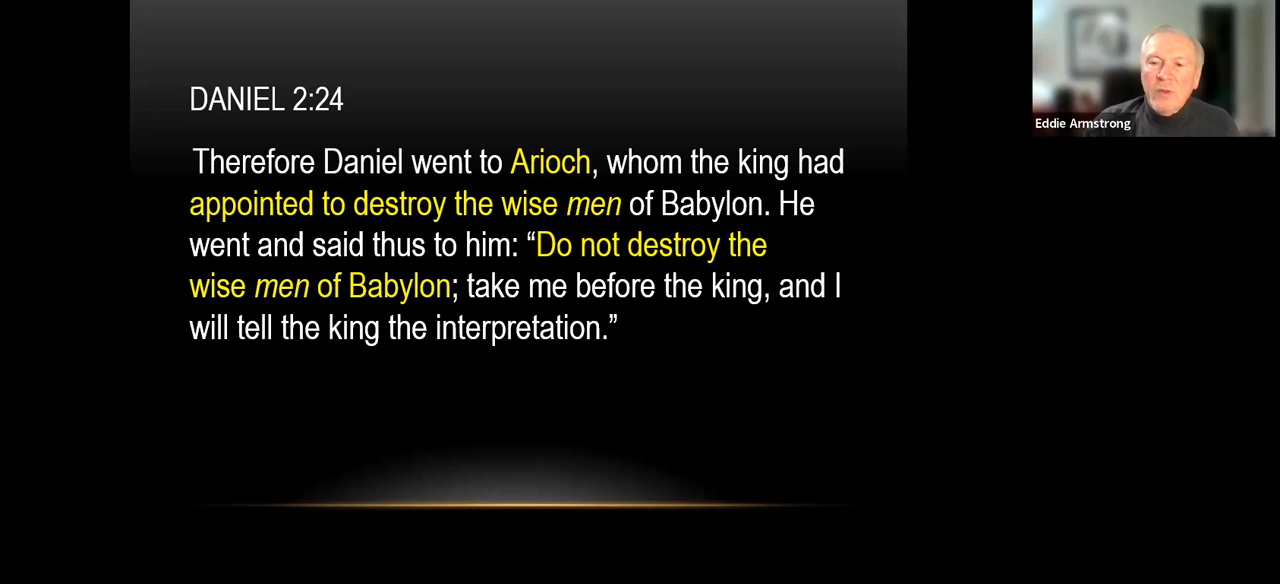 DANIEL 2:24
Therefore Daniel went to Arioch, whom the king had
appointed to destroy the wise men of Babylon. He
went and said thus to him: “Do not destroy the
wise men of Babylon; take me before the king, and I
will tell the king the interpretation.”
Eddie Armstrong